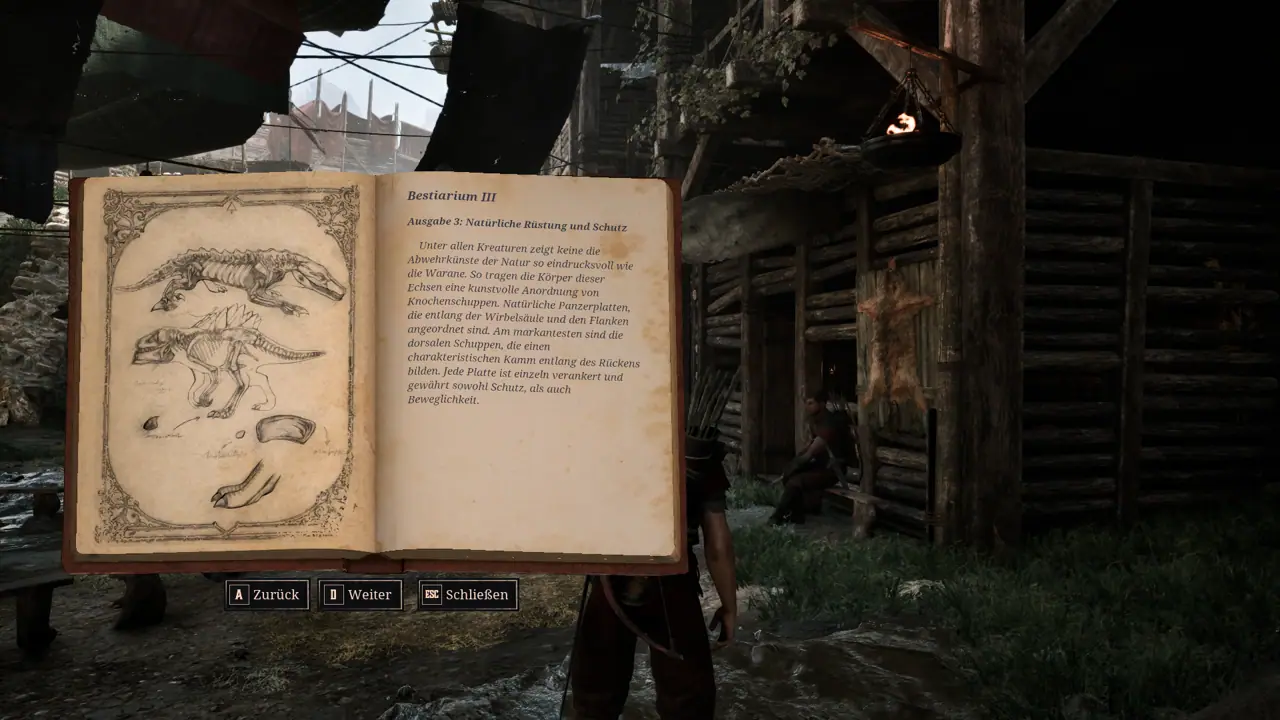 Bestiarium III
Ausgabe 3: Natürliche Rüstung und Schutz
Unter allen Kreaturen zeigt keine die
Abwehrkünste der Natur so eindrucksvoll wie
die Warane. So tragen die Körper dieser
Echsen eine kunstvolle Anordnung von
Knochenschuppen. Natürliche Panzerplatten,
die entlang der Wirbelsäule und den Flanken
angeordnet sind. Am markantesten sind die
dorsalen Schuppen, die einen
charakteristischen Kamm entlang des Rückens
bilden. Jede Platte ist einzeln verankert und
gewährt sowohl Schutz, als auch
Beweglichkeit.
A Zurück
D Weiter
ESC Schließen